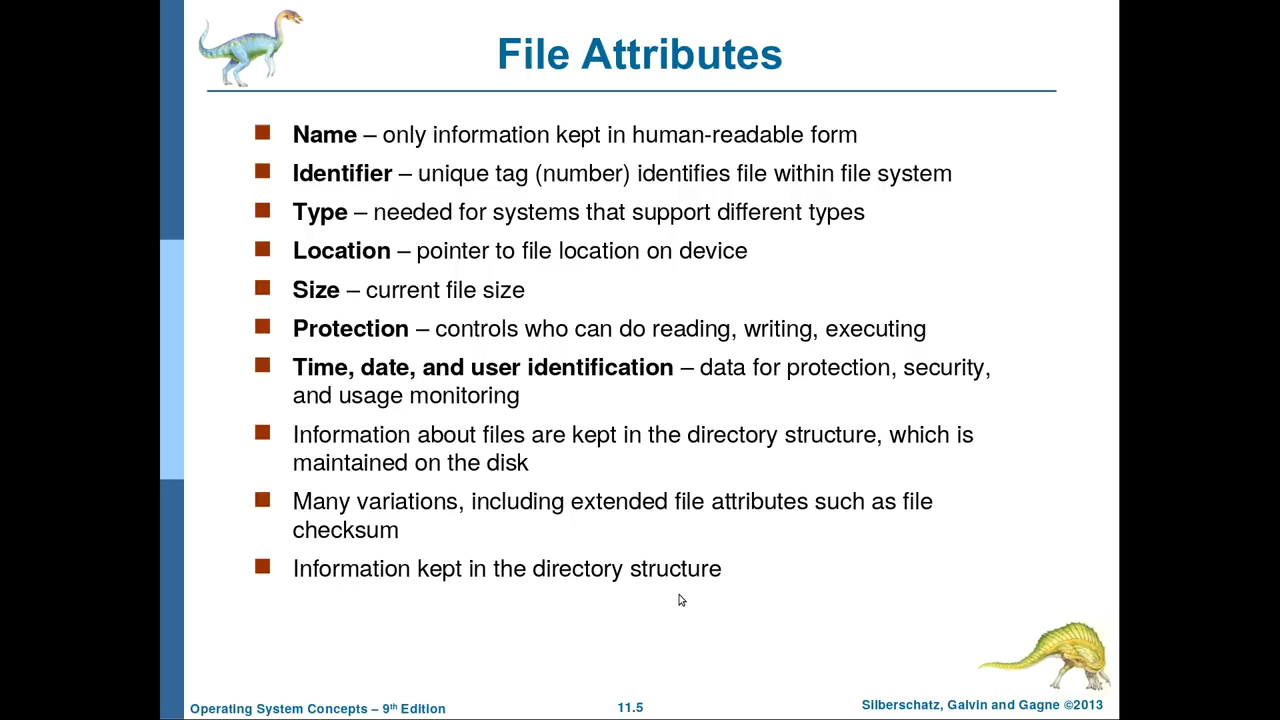 File Attributes
Name – only information kept in human-readable form
Identifier – unique tag (number) identifies file within file system
Type – needed for systems that support different types
Location – pointer to file location on device
Size – current file size
Protection – controls who can do reading, writing, executing
Time, date, and user identification – data for protection, security,
and usage monitoring
Information about files are kept in the directory structure, which is
maintained on the disk
Many variations, including extended file attributes such as file
checksum
Information kept in the directory structure
Operating System Concepts – 9th Edition
11.5
Silberschatz, Galvin and Gagne ©2013